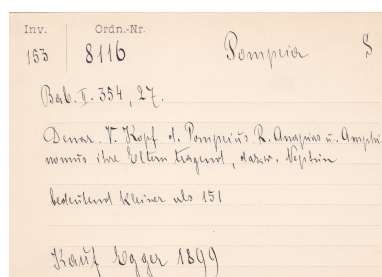 Inv. Ordn.-Nr.
153 8116 Pompeia S
Bab. II. 354, 27.
Denar. V. Kopf d. Pompeius R. Anapias u. Amphi
nomus ihre Eltern tragend, dazw. Neptun
bedeutend kleiner als 151
Kauf Egger 1899